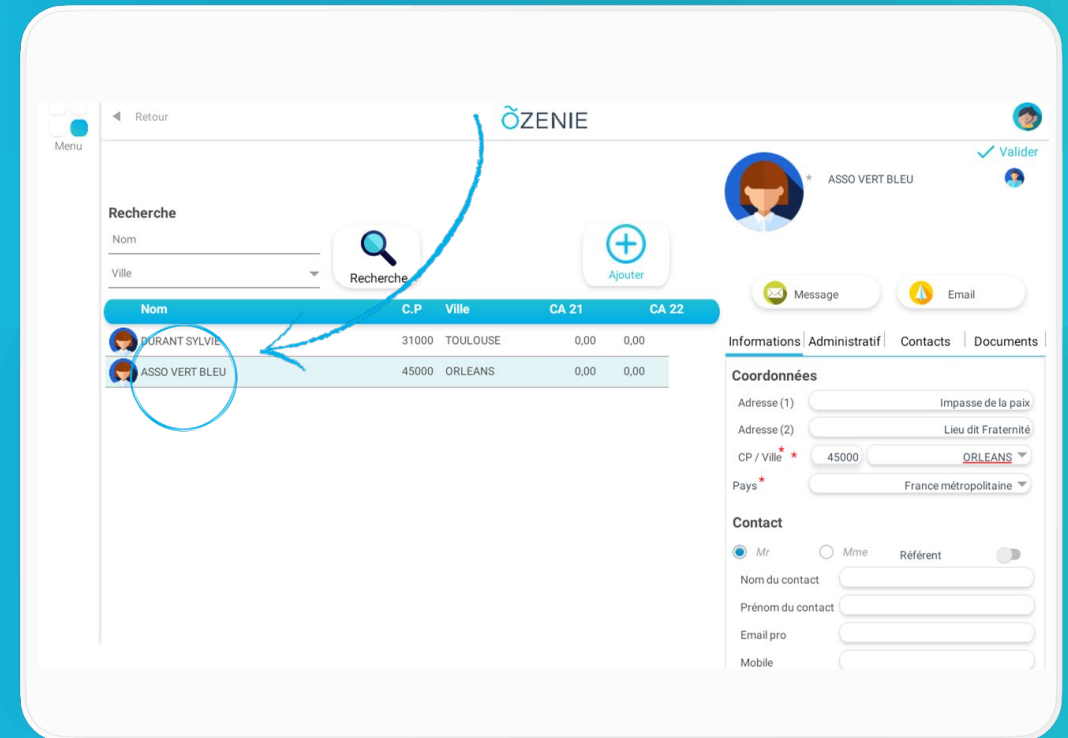 Menu
Retour
ÕZENIE
Valider
* ASSO VERT BLEU
Recherche
Nom
Ville
Recherche
Ajouter
Message
Email
Nom C.P Ville CA 21 CA 22
DURANT SYLVIE 31000 TOULOUSE 0,00 0,00
ASSO VERT BLEU 45000 ORLEANS 0,00 0,00
Informations Administratif Contacts Documents
Coordonnées
Adresse (1) Impasse de la paix
Adresse (2) Lieu dit Fraternité
CP / Ville * * 45000 ORLEANS
Pays * France métropolitaine
Contact
Mr Mme Référent
Nom du contact
Prénom du contact
Email pro
Mobile